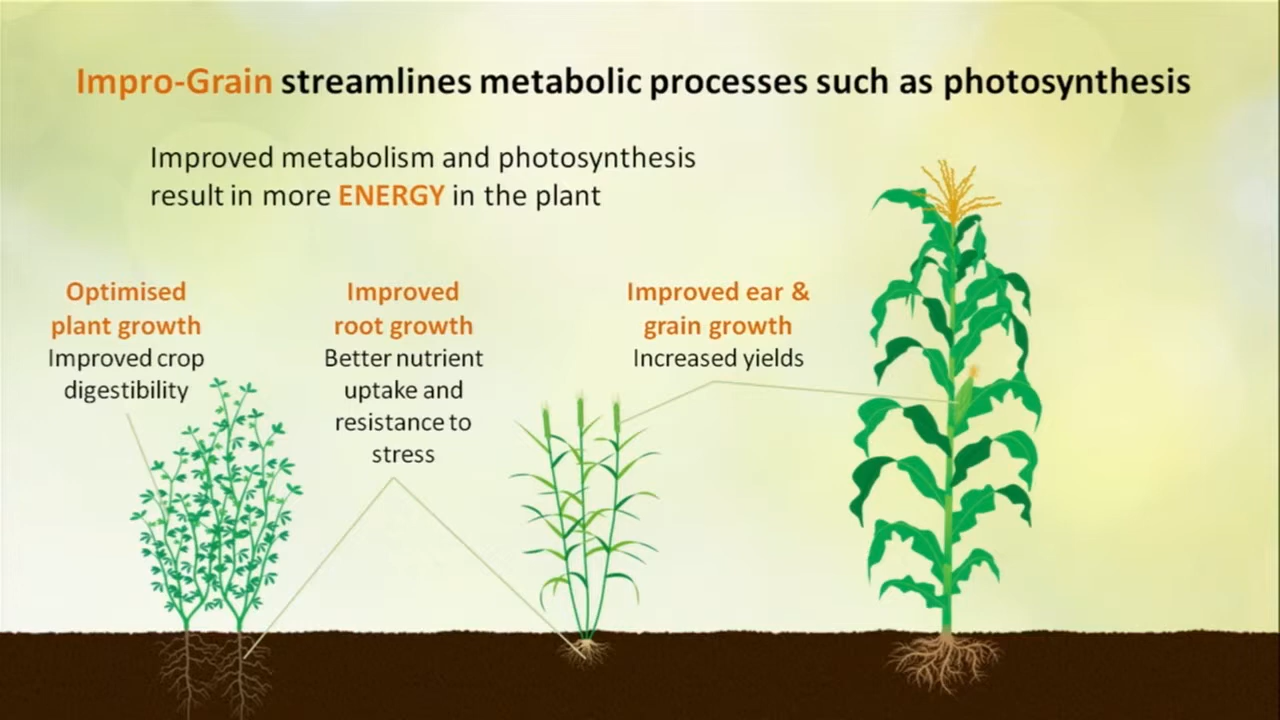 Impro-Grain streamlines metabolic processes such as photosynthesis
Improved metabolism and photosynthesis
result in more ENERGY in the plant
Optimised
plant growth
Improved crop
digestibility
Improved
root growth
Better nutrient
uptake and
resistance to
stress
Improved ear &
grain growth
Increased yields